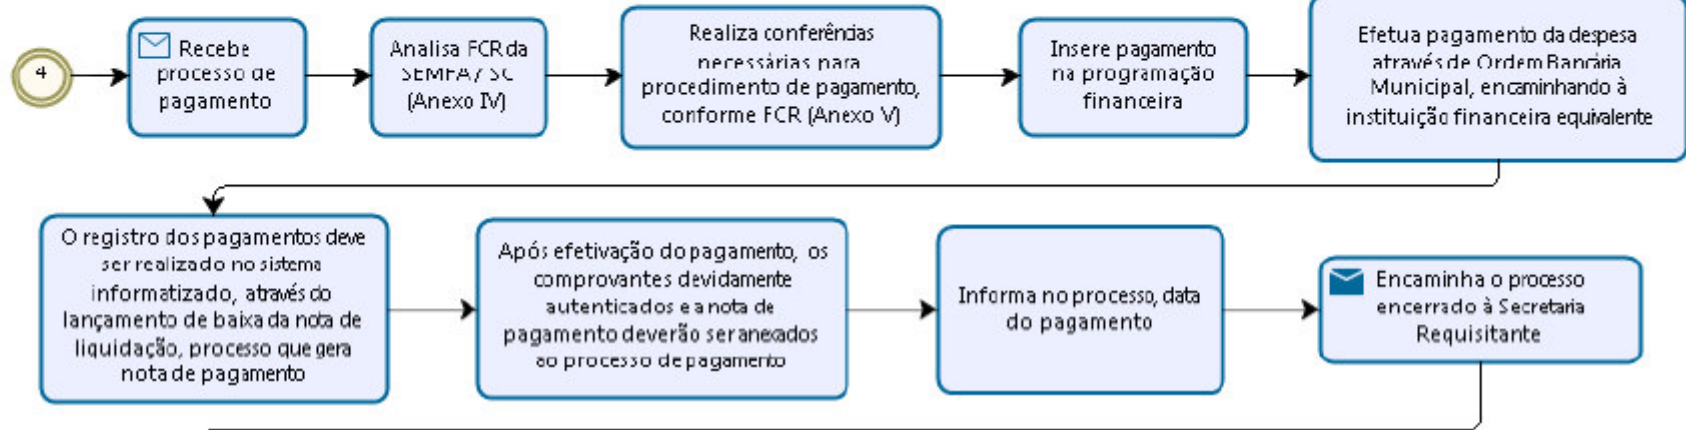 4
Recebe
processo de
pagamento
Analisa FCR da
SEMFA / SC
(Anexo IV)
Realiza conferências
necessárias para
procedimento de pagamento,
conforme FCR (Anexo V)
Insere pagamento
na programação
financeira
Efetua pagamento da despesa
através de Ordem Bancária
Municipal, encaminhando à
instituição financeira equivalente
O registro dos pagamentos deve
ser realizado no sistema
informatizado, através do
lançamento de baixa da nota de
liquidação, processo que gera
nota de pagamento
Após efetivação do pagamento, os
comprovantes devidamente
autenticados e a nota de
pagamento deverão ser anexados
ao processo de pagamento
Informa no processo, data
do pagamento
Encaminha o processo
encerrado à Secretaria
Requisitante